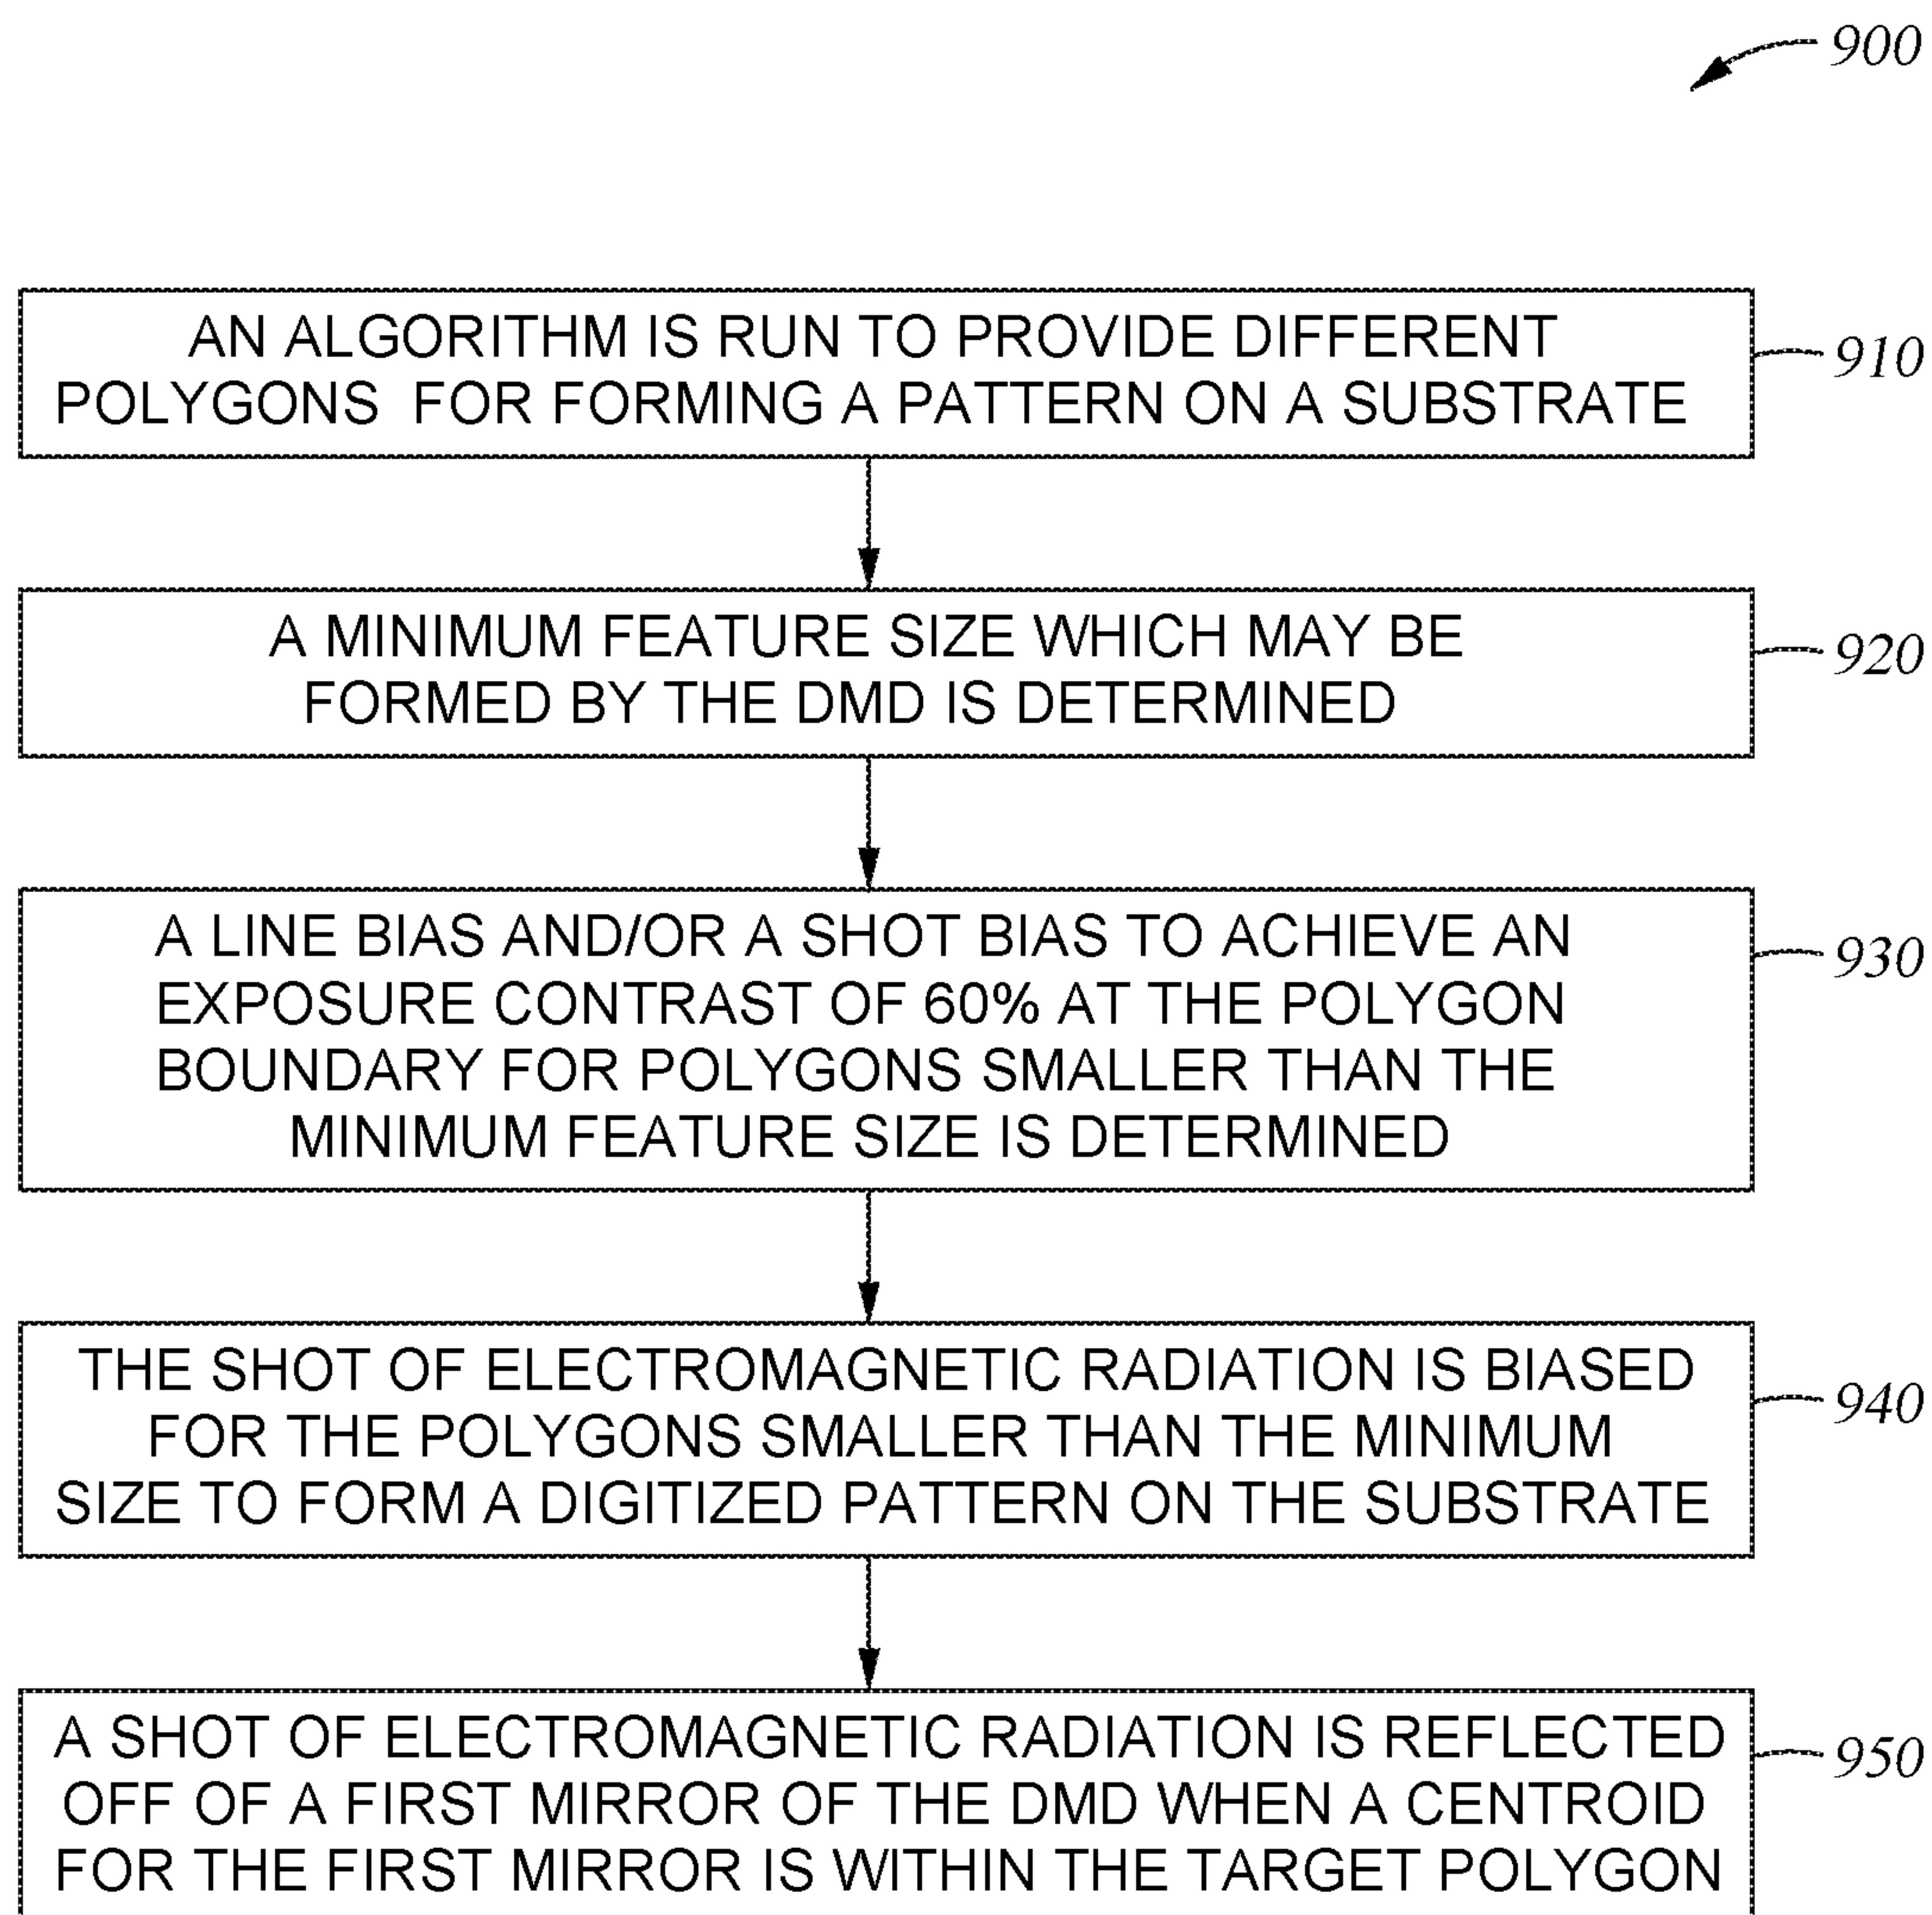 900
AN ALGORITHM IS RUN TO PROVIDE DIFFERENT
POLYGONS FOR FORMING A PATTERN ON A SUBSTRATE
910
A MINIMUM FEATURE SIZE WHICH MAY BE
FORMED BY THE DMD IS DETERMINED
920
A LINE BIAS AND/OR A SHOT BIAS TO ACHIEVE AN
EXPOSURE CONTRAST OF 60% AT THE POLYGON
BOUNDARY FOR POLYGONS SMALLER THAN THE
MINIMUM FEATURE SIZE IS DETERMINED
930
THE SHOT OF ELECTROMAGNETIC RADIATION IS BIASED
FOR THE POLYGONS SMALLER THAN THE MINIMUM
SIZE TO FORM A DIGITIZED PATTERN ON THE SUBSTRATE
940
A SHOT OF ELECTROMAGNETIC RADIATION IS REFLECTED
OFF OF A FIRST MIRROR OF THE DMD WHEN A CENTROID
FOR THE FIRST MIRROR IS WITHIN THE TARGET POLYGON
950